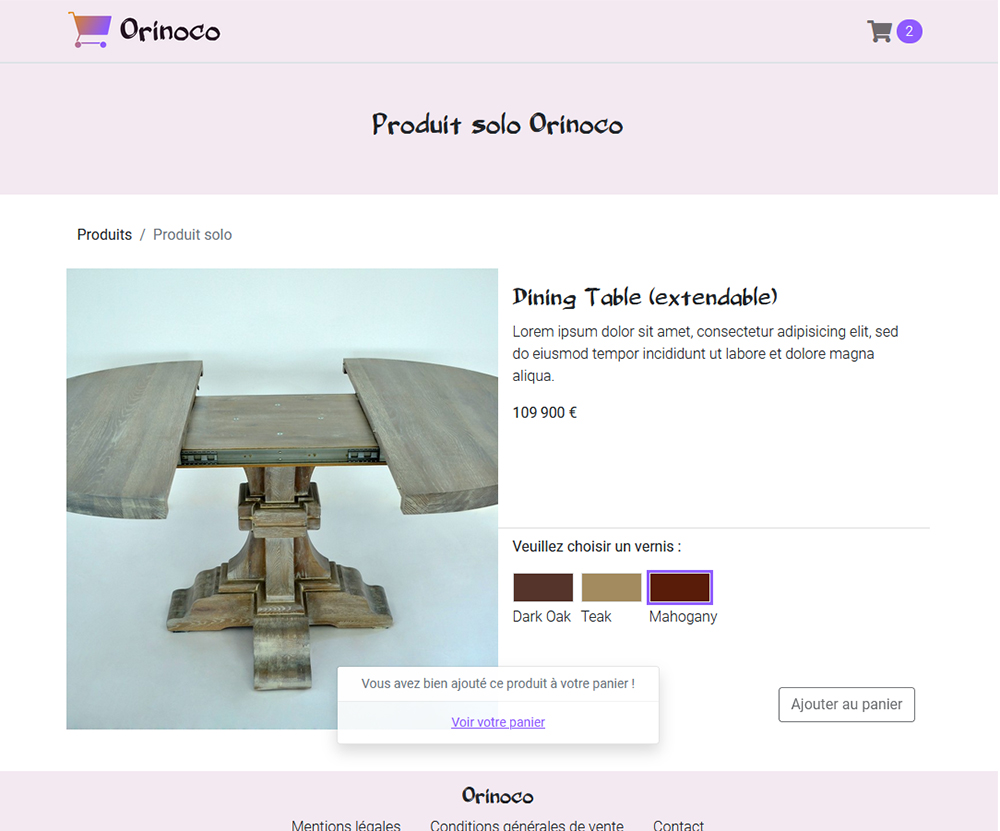 Orinoco
2
Produit solo Orinoco
Produits / Produit solo
Dining Table (extendable)
Lorem ipsum dolor sit amet, consectetur adipisicing elit, sed
do eiusmod tempor incididunt ut labore et dolore magna
aliqua.
109 900 €
Veuillez choisir un vernis :
Dark Oak Teak Mahogany
Vous avez bien ajouté ce produit à votre panier !
Voir votre panier
Ajouter au panier
Orinoco
Mentions légales Conditions générales de vente Contact